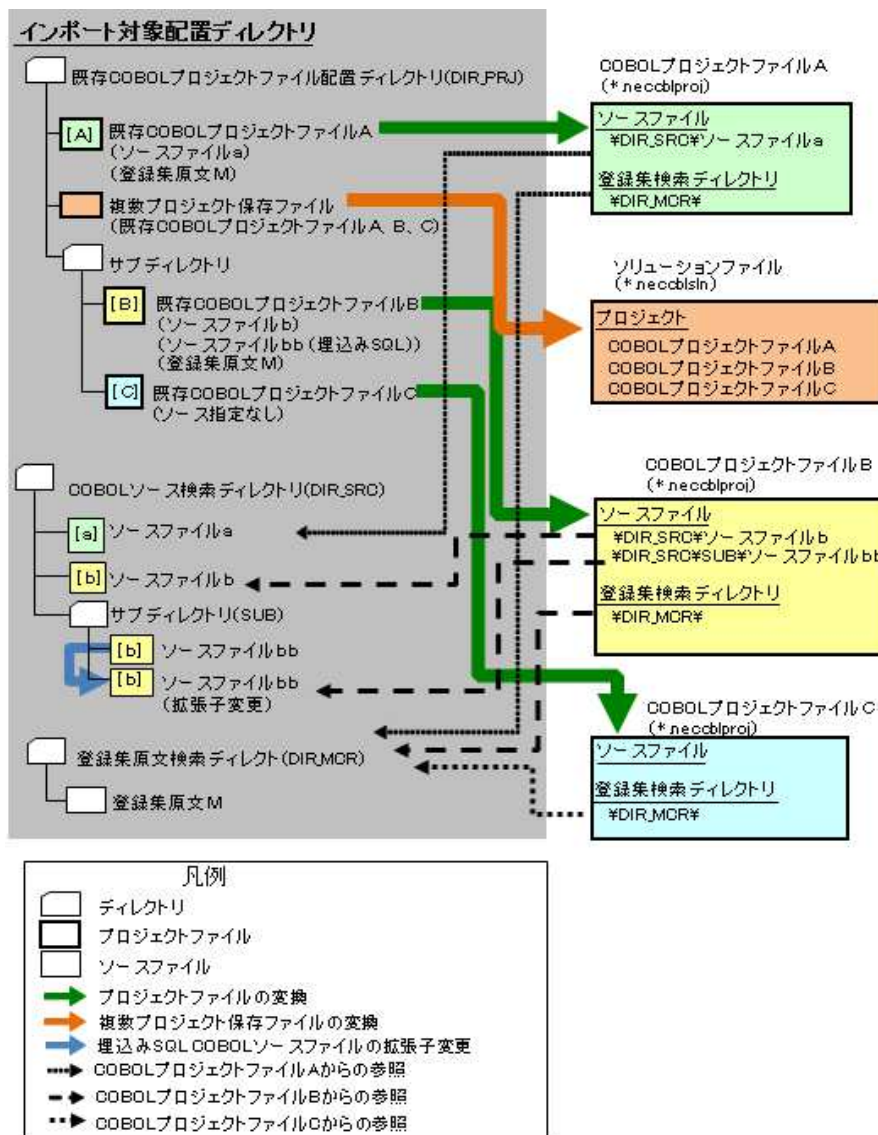 インポート対象配置ディレクトリ
既存COBOLプロジェクトファイル配置ディレクトリ(DIR_PRJ)
[A] 既存COBOLプロジェクトファイルA
(ソースファイルa)
(登録集原文M)
複数プロジェクト保存ファイル
(既存COBOLプロジェクトファイルA、B、C)
サブディレクトリ
[B] 既存COBOLプロジェクトファイルB
(ソースファイルb)
(ソースファイルbb(埋込みSQL))
(登録集原文M)
[C] 既存COBOLプロジェクトファイルC
(ソース指定なし)
COBOLソース検索ディレクトリ(DIR_SRC)
[a] ソースファイルa
[b] ソースファイルb
サブディレクトリ(SUB)
[b] ソースファイルbb
[b] ソースファイルbb
(拡張子変更)
登録集原文検索ディレクト(DIR_MCR)
登録集原文M
COBOLプロジェクトファイルA
(*.neccblproj)
ソースファイル
¥DIR_SRC¥ソースファイルa
登録集検索ディレクトリ
¥DIR_MCR¥
ソリューションファイル
(*.neccblsln)
プロジェクト
COBOLプロジェクトファイルA
COBOLプロジェクトファイルB
COBOLプロジェクトファイルC
COBOLプロジェクトファイルB
(*.neccblproj)
ソースファイル
¥DIR_SRC¥ソースファイルb
¥DIR_SRC¥SUB¥ソースファイルbb
登録集検索ディレクトリ
¥DIR_MCR¥
COBOLプロジェクトファイルC
(*.neccblproj)
ソースファイル
登録集検索ディレクトリ
¥DIR_MCR¥
凡例
ディレクトリ
プロジェクトファイル
ソースファイル
プロジェクトファイルの変換
複数プロジェクト保存ファイルの変換
埋込みSQL COBOLソースファイルの拡張子変更
COBOLプロジェクトファイルAからの参照
COBOLプロジェクトファイルBからの参照
COBOLプロジェクトファイルCからの参照